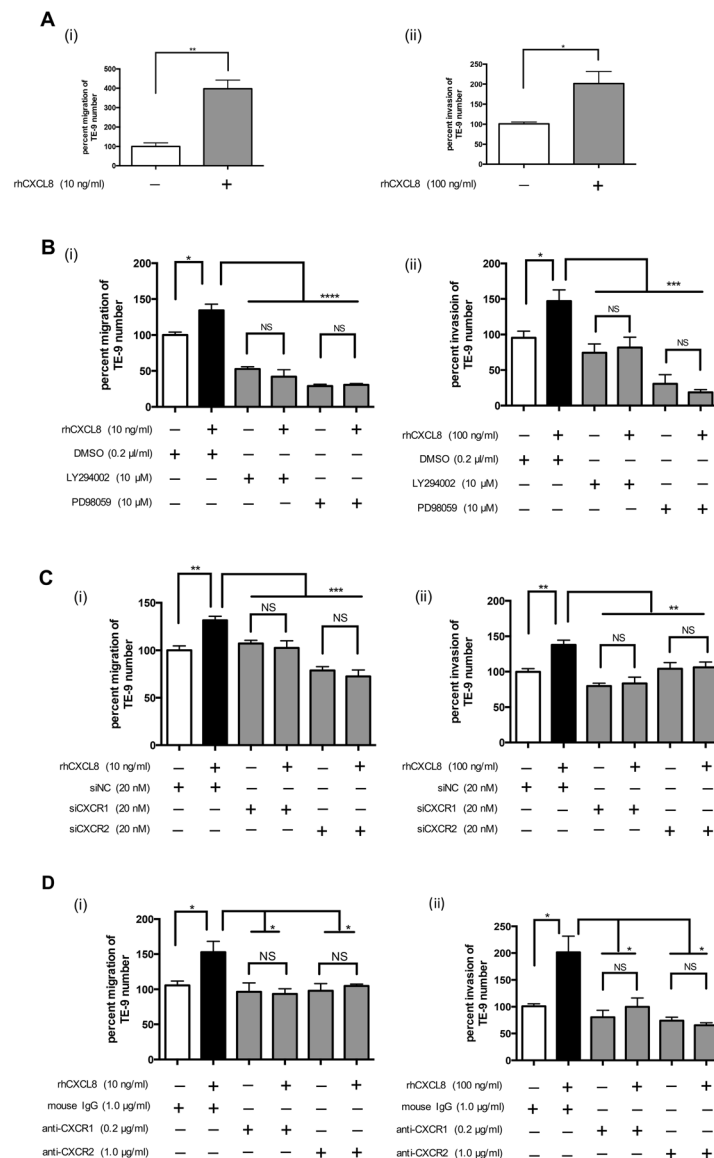 A
(i)
**
percent migration of
TE-9 number
500
400
300
200
100
0
rhCXCL8 (10 ng/ml) — +
(ii)
*
percent invasion of
TE-9 number
250
200
150
100
50
0
rhCXCL8 (100 ng/ml) — +
B
(i)
* **** NS NS
percent migration of
TE-9 number
200
150
100
50
0
rhCXCL8 (10 ng/ml) — + — + — +
DMSO (0.2 µl/ml) + + — — — —
LY294002 (10 µM) — — + + — —
PD98059 (10 µM) — — — — + +
(ii)
* *** NS NS
percent invasioin of
TE-9 number
200
150
100
50
0
rhCXCL8 (100 ng/ml) — + — + — +
DMSO (0.2 µl/ml) + + — — — —
LY294002 (10 µM) — — + + — —
PD98059 (10 µM) — — — — + +
C
(i)
** *** NS NS
percent migration of
TE-9 number
150
100
50
0
rhCXCL8 (10 ng/ml) — + — + — +
siNC (20 nM) + + — — — —
siCXCR1 (20 nM) — — + + — —
siCXCR2 (20 nM) — — — — + +
(ii)
** ** NS NS
percent invasion of
TE-9 number
200
150
100
50
0
rhCXCL8 (100 ng/ml) — + — + — +
siNC (20 nM) + + — — — —
siCXCR1 (20 nM) — — + + — —
siCXCR2 (20 nM) — — — — + +
D
(i)
* * * NS NS
percent migration of
TE-9 number
200
150
100
50
0
rhCXCL8 (10 ng/ml) — + — + — +
mouse IgG (1.0 µg/ml) + + — — — —
anti-CXCR1 (0.2 µg/ml) — — + + — —
anti-CXCR2 (1.0 µg/ml) — — — — + +
(ii)
* * * NS NS
percent invasion of
TE-9 number
250
200
150
100
50
0
rhCXCL8 (100 ng/ml) — + — + — +
mouse IgG (1.0 µg/ml) + + — — — —
anti-CXCR1 (0.2 µg/ml) — — + + — —
anti-CXCR2 (1.0 µg/ml) — — — — + +